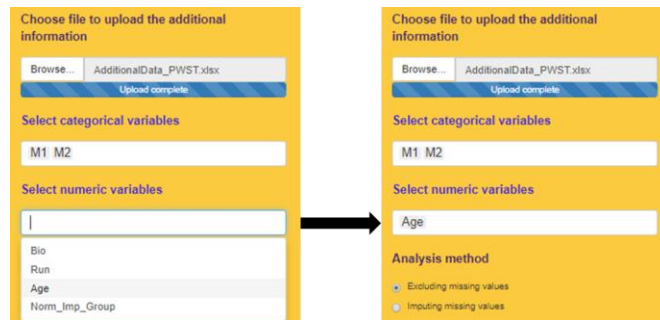 Choose file to upload the additional
information
Browse... AdditionalData_PWST.xlsx
Upload complete
Select categorical variables
M1 M2
Select numeric variables
Bio
Run
Age
Norm_Imp_Group
Choose file to upload the additional
information
Browse... AdditionalData_PWST.xlsx
Upload complete
Select categorical variables
M1 M2
Select numeric variables
Age
Analysis method
Excluding missing values
Imputing missing values